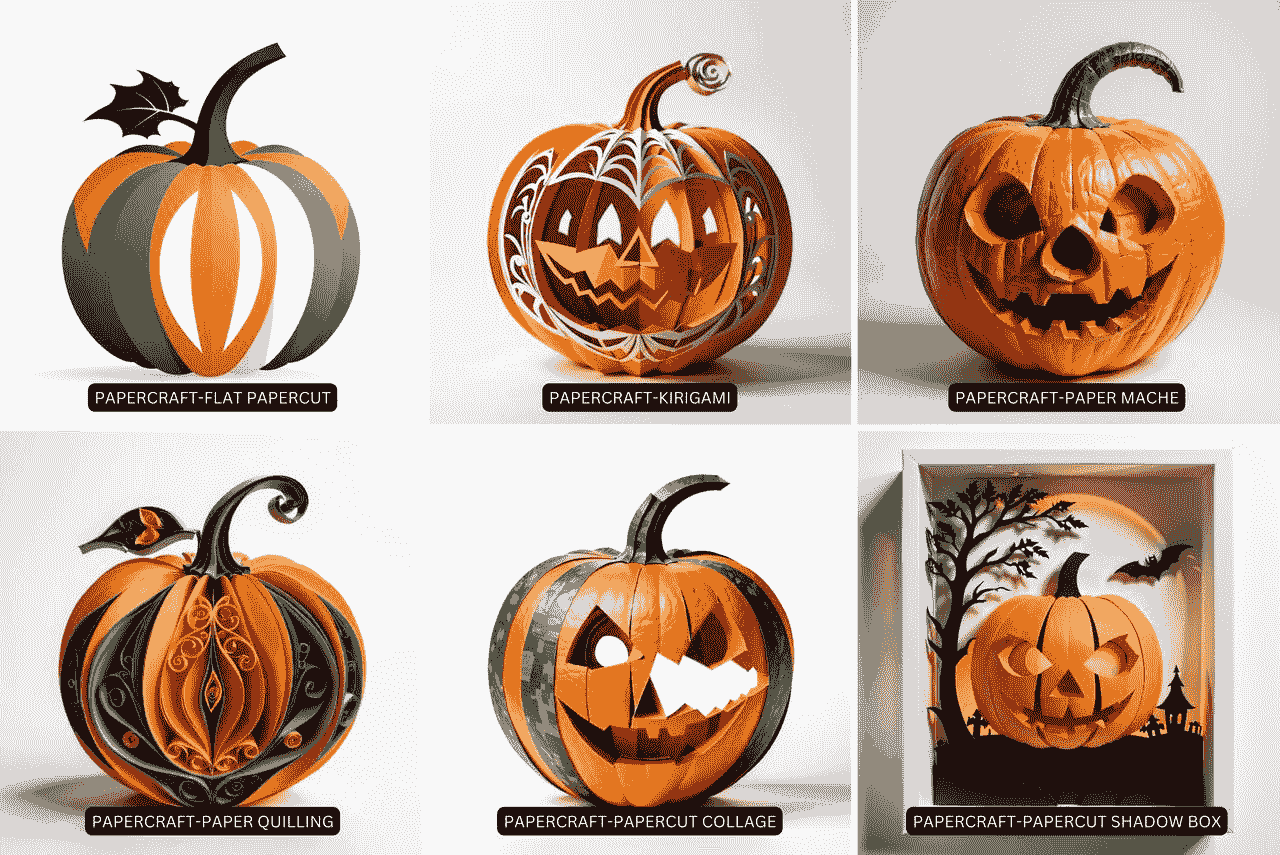 PAPERCRAFT-FLAT PAPERCUT
PAPERCRAFT-KIRIGAMI
PAPERCRAFT-PAPER MACHE
PAPERCRAFT-PAPER QUILLING
PAPERCRAFT-PAPERCUT COLLAGE
PAPERCRAFT-PAPERCUT SHADOW BOX